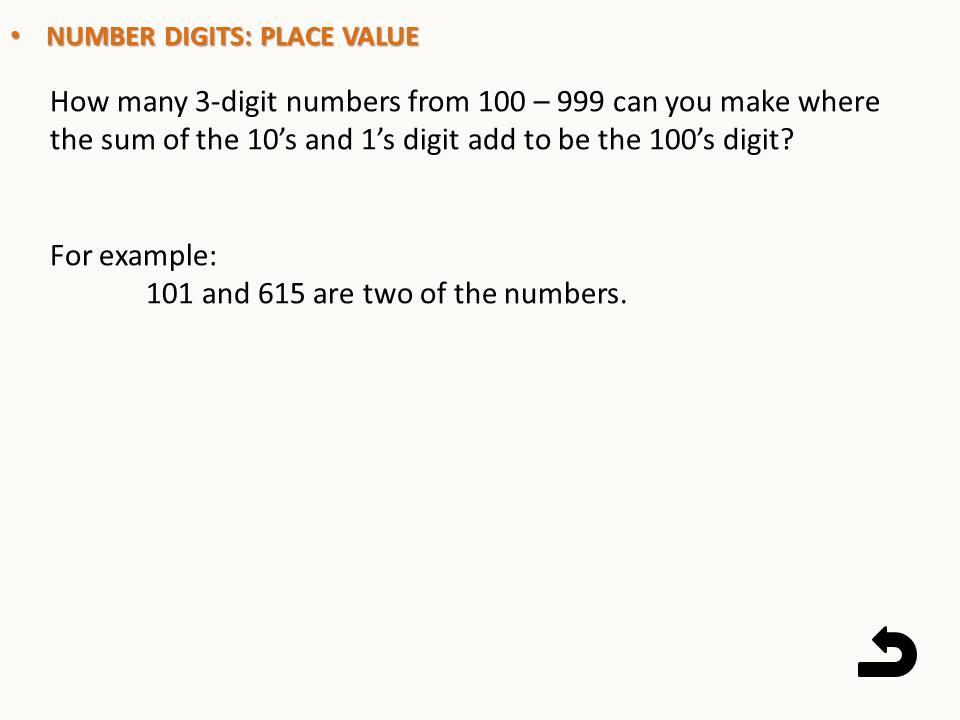 • NUMBER DIGITS: PLACE VALUE
How many 3-digit numbers from 100 – 999 can you make where
the sum of the 10’s and 1’s digit add to be the 100’s digit?
For example:
101 and 615 are two of the numbers.